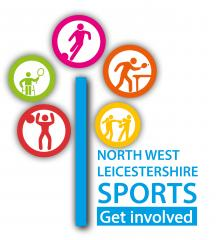 NORTH WEST
LEICESTERSHIRE
SPORTS
Get involved